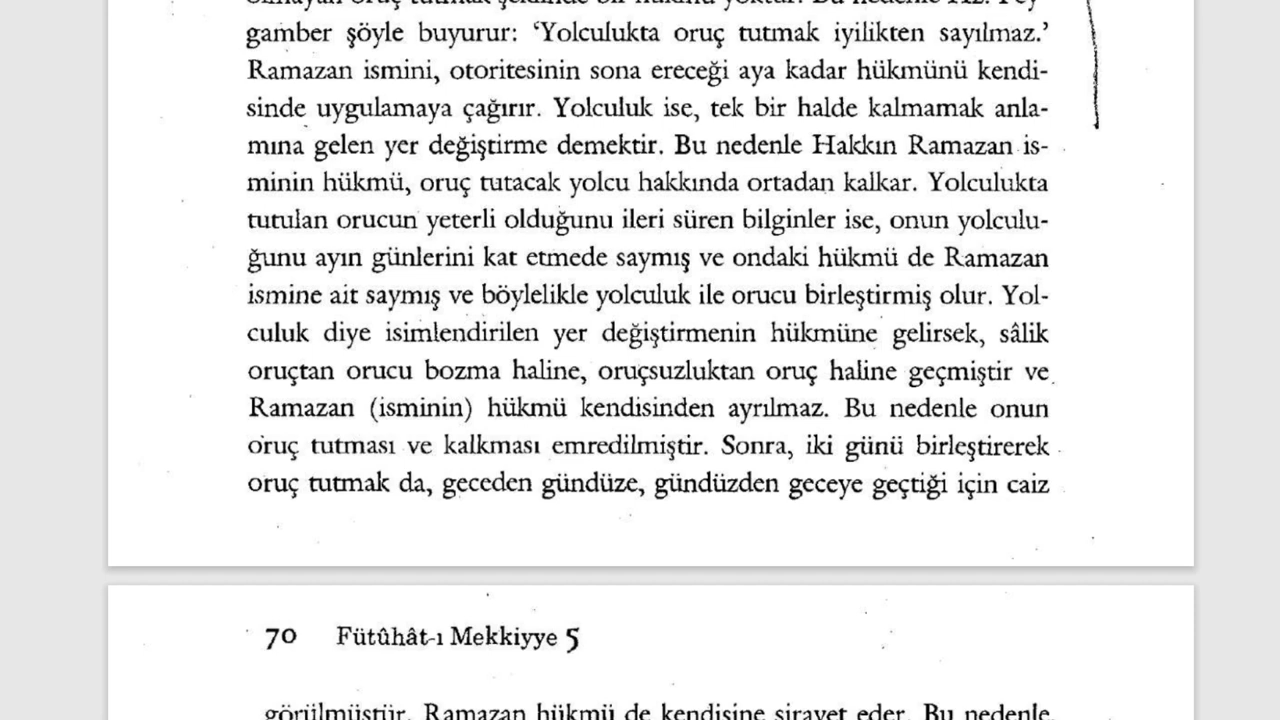 gamber şöyle buyurur: ‘Yolculukta oruç tutmak iyilikten sayılmaz.’
Ramazan ismini, otoritesinin sona ereceği aya kadar hükmünü kendi-
sinde uygulamaya çağırır. Yolculuk ise, tek bir halde kalmamak anla-
mına gelen yer değiştirme demektir. Bu nedenle Hakkın Ramazan is-
minin hükmü, oruç tutacak yolcu hakkında ortadan kalkar. Yolculukta
tutulan orucun yeterli olduğunu ileri süren bilginler ise, onun yolculu-
ğunu ayın günlerini kat etmede saymış ve ondaki hükmü de Ramazan
ismine ait saymış ve böylelikle yolculuk ile orucu birleştirmiş olur. Yol-
culuk diye isimlendirilen yer değiştirmenin hükmüne gelirsek, sâlik
oruçtan orucu bozma haline, oruçsuzluktan oruç haline geçmiştir ve
Ramazan (isminin) hükmü kendisinden ayrılmaz. Bu nedenle onun
oruç tutması ve kalkması emredilmiştir. Sonra, iki günü birleştirerek
oruç tutmak da, geceden gündüze, gündüzden geceye geçtiği için caiz
70 Fütûhât-ı Mekkiyye 5
görülmüştür. Ramazan hükmü de kendisine sirayet eder. Bu nedenle